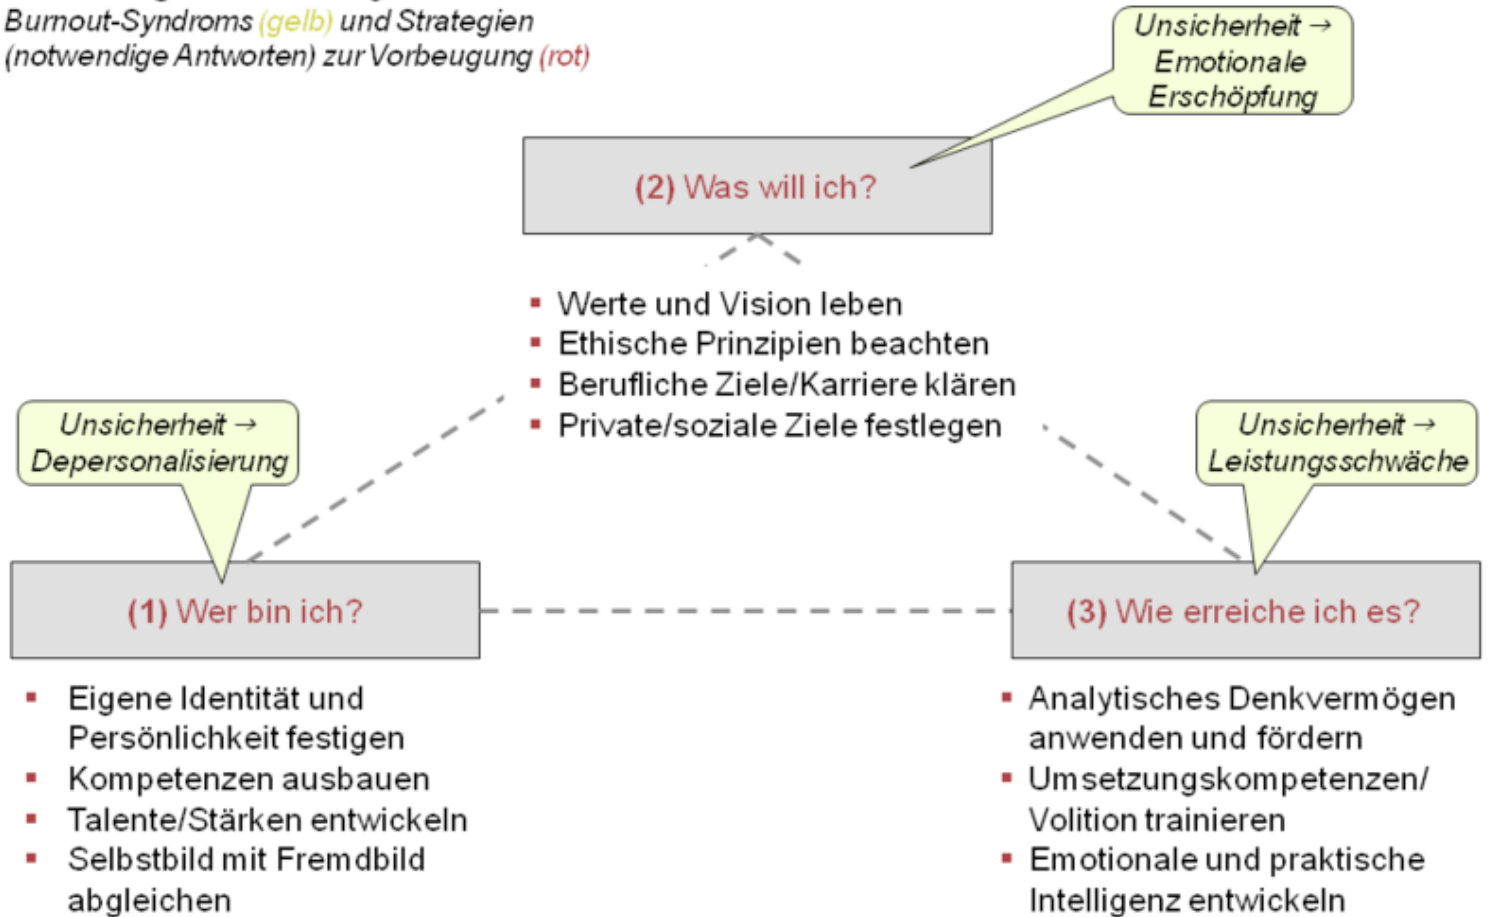 Burnout-Syndroms (gelb) und Strategien
(notwendige Antworten) zur Vorbeugung (rot)
Unsicherheit →
Emotionale
Erschöpfung
(2) Was will ich?
▪ Werte und Vision leben
▪ Ethische Prinzipien beachten
▪ Berufliche Ziele/Karriere klären
▪ Private/soziale Ziele festlegen
Unsicherheit →
Depersonalisierung
Unsicherheit →
Leistungsschwäche
(1) Wer bin ich?
(3) Wie erreiche ich es?
▪ Eigene Identität und
Persönlichkeit festigen
▪ Kompetenzen ausbauen
▪ Talente/Stärken entwickeln
▪ Selbstbild mit Fremdbild
abgleichen
▪ Analytisches Denkvermögen
anwenden und fördern
▪ Umsetzungskompetenzen/
Volition trainieren
▪ Emotionale und praktische
Intelligenz entwickeln